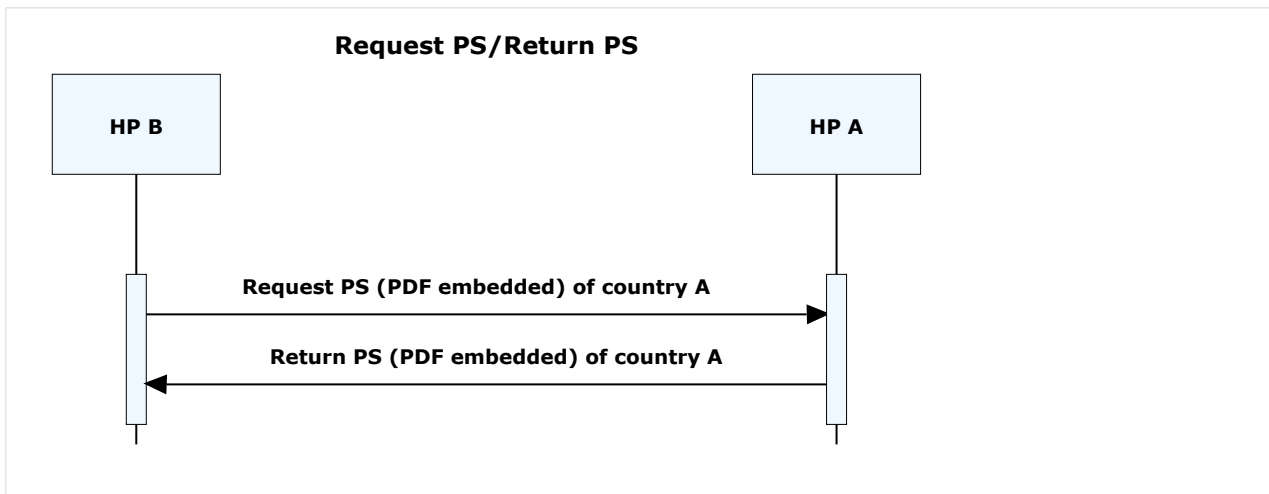 Request PS/Return PS
HP B
HP A
Request PS (PDF embedded) of country A
Return PS (PDF embedded) of country A